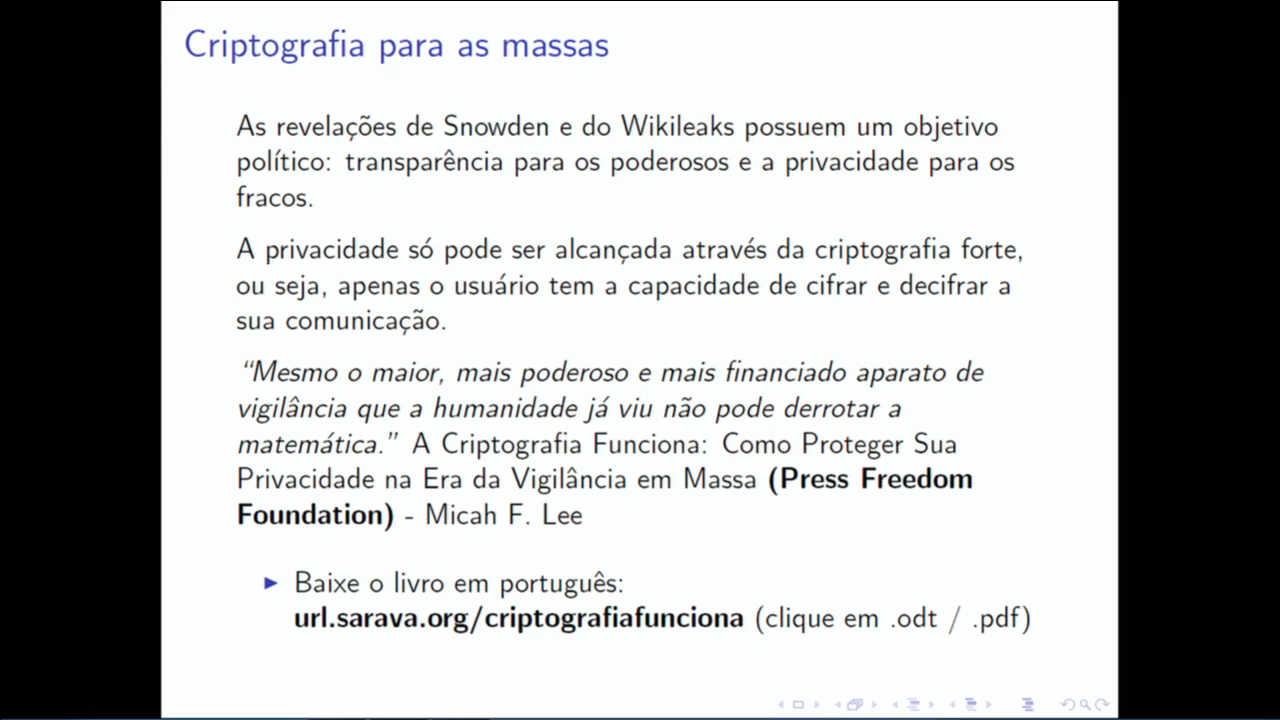 Criptografia para as massas
As revelações de Snowden e do Wikileaks possuem um objetivo
político: transparência para os poderosos e a privacidade para os
fracos.
A privacidade só pode ser alcançada através da criptografia forte,
ou seja, apenas o usuário tem a capacidade de cifrar e decifrar a
sua comunicação.
“Mesmo o maior, mais poderoso e mais financiado aparato de
vigilância que a humanidade já viu não pode derrotar a
matemática.” A Criptografia Funciona: Como Proteger Sua
Privacidade na Era da Vigilância em Massa (Press Freedom
Foundation) - Micah F. Lee
Baixe o livro em português:
url.sarava.org/criptografiafunciona (clique em .odt / .pdf)